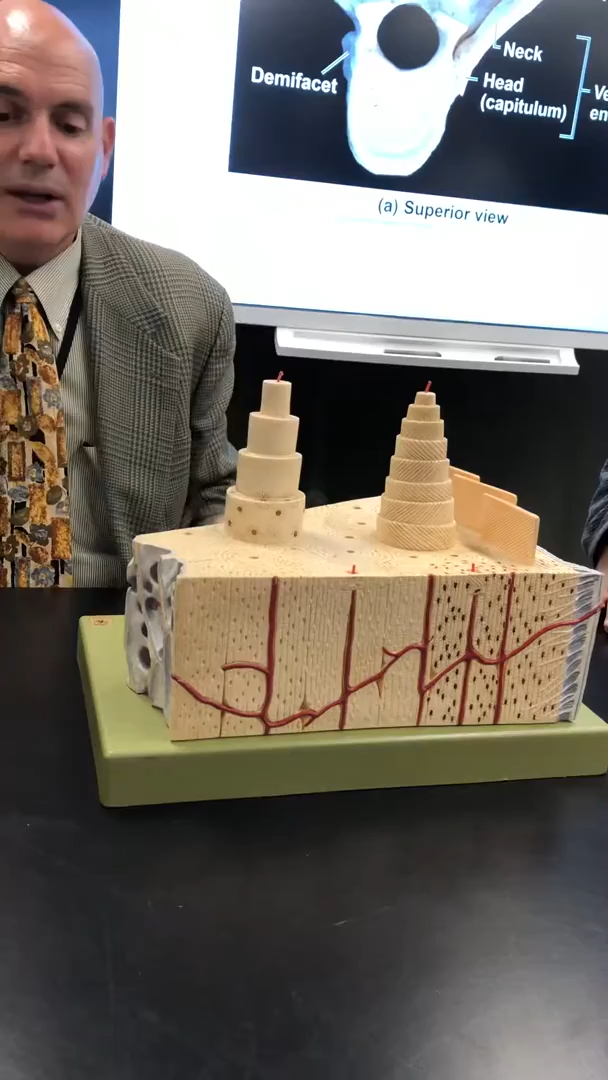 Neck
Demifacet
Head
(capitulum)
(a) Superior view